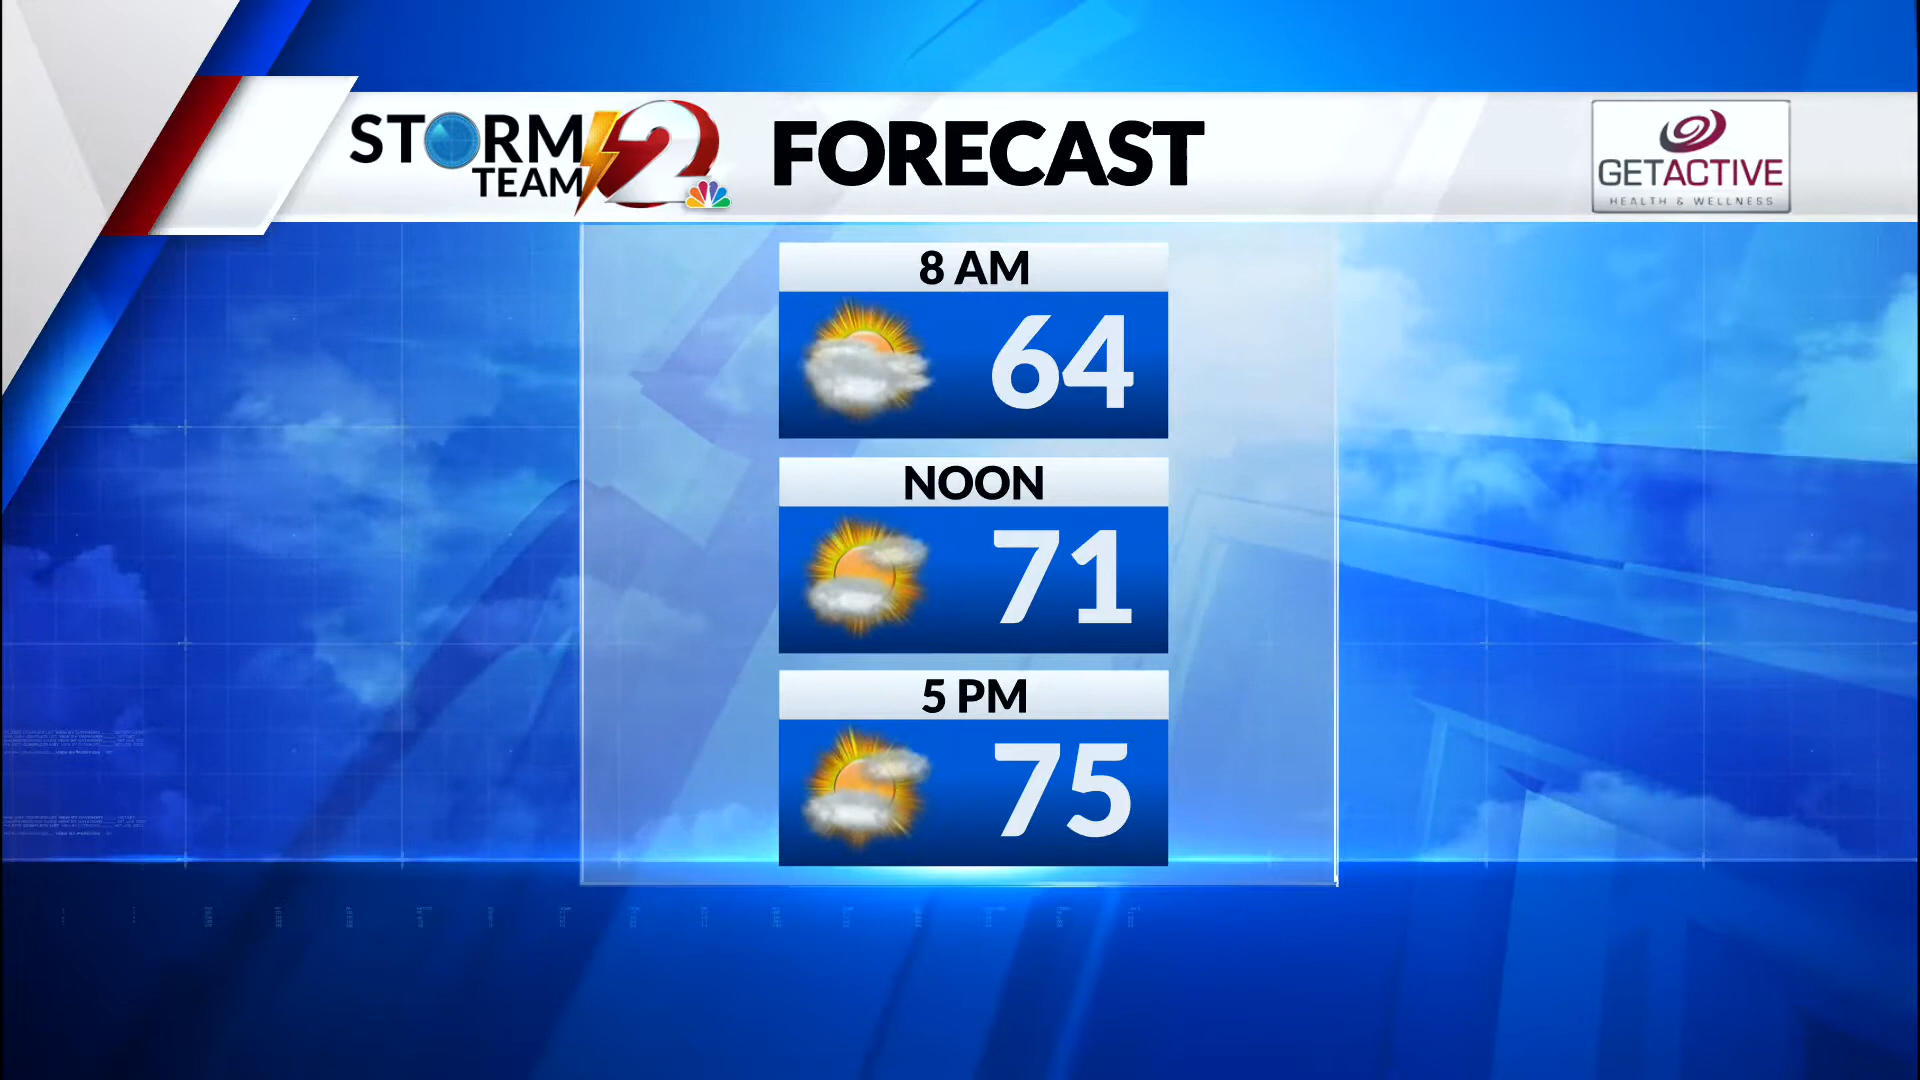 STORM
TEAM
2
FORECAST
GETACTIVE
HEALTH & WELLNESS
8 AM
64
NOON
71
5 PM
75